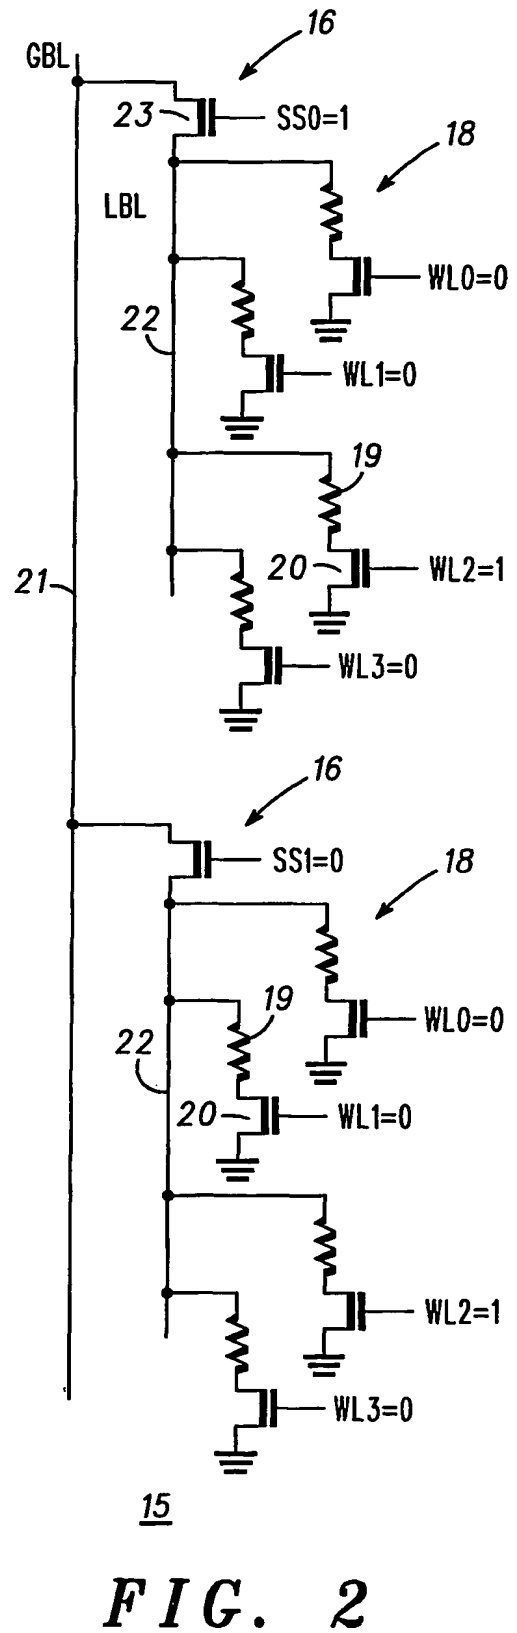 16
GBL
23
SS0=1
18
LBL
WL0=0
22
WL1=0
19
20
WL2=1
21
WL3=0
16
SS1=0
18
19
WL0=0
22
20
WL1=0
WL2=1
WL3=0
15
FIG. 2